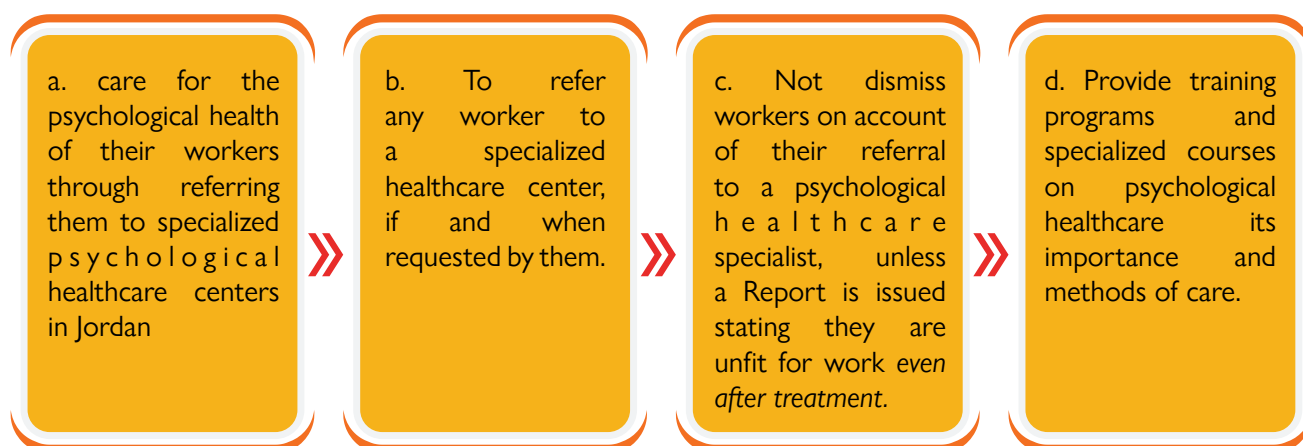 a. care for the
psychological health
of their workers
through referring
them to specialized
psychological
healthcare centers
in Jordan
b. To refer
any worker to
a specialized
healthcare center,
if and when
requested by them.
c. Not dismiss
workers on account
of their referral
to a psychological
healthcare
specialist, unless
a Report is issued
stating they are
unfit for work even
after treatment.
d. Provide training
programs and
specialized courses
on psychological
healthcare its
importance and
methods of care.